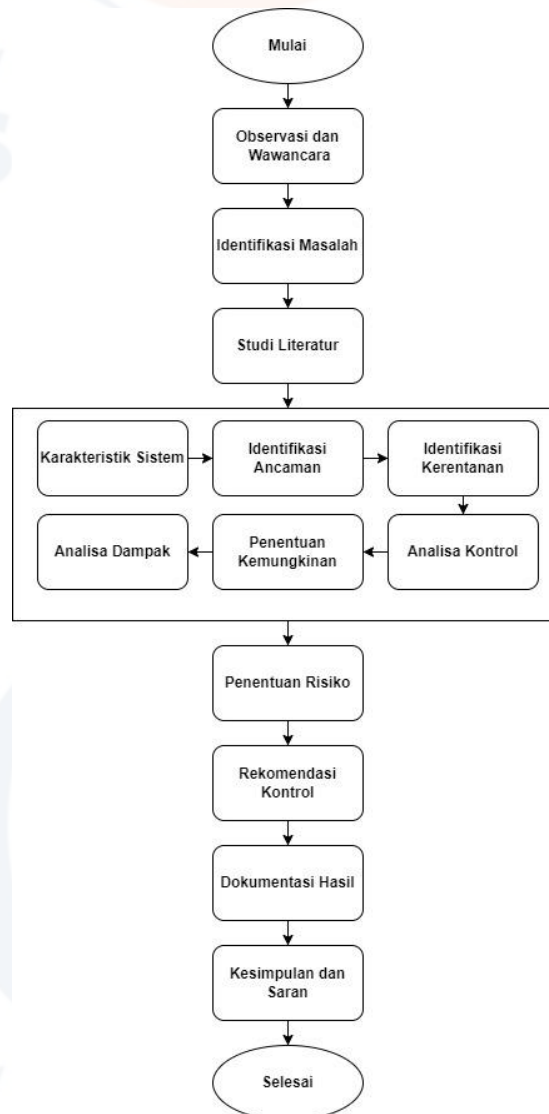 Mulai
Observasi dan
Wawancara
Identifikasi Masalah
Studi Literatur
Karakteristik Sistem
Identifikasi
Ancaman
Identifikasi
Kerentanan
Analisa Kontrol
Penentuan
Kemungkinan
Analisa Dampak
Penentuan Risiko
Rekomendasi
Kontrol
Dokumentasi Hasil
Kesimpulan dan
Saran
Selesai